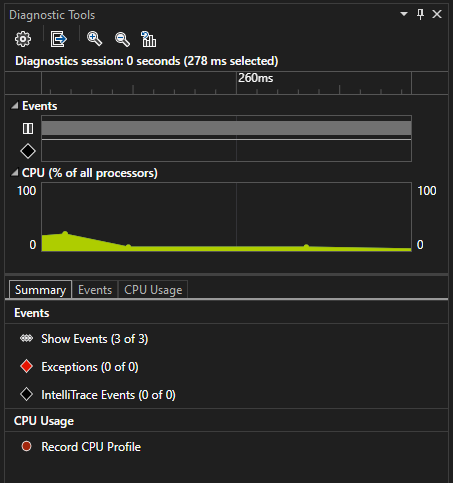 Diagnostic Tools
Diagnostics session: 0 seconds (278 ms selected)
260ms
Events
CPU (% of all processors)
100 100
0 0
Summary Events CPU Usage
Events
Show Events (3 of 3)
Exceptions (0 of 0)
IntelliTrace Events (0 of 0)
CPU Usage
Record CPU Profile